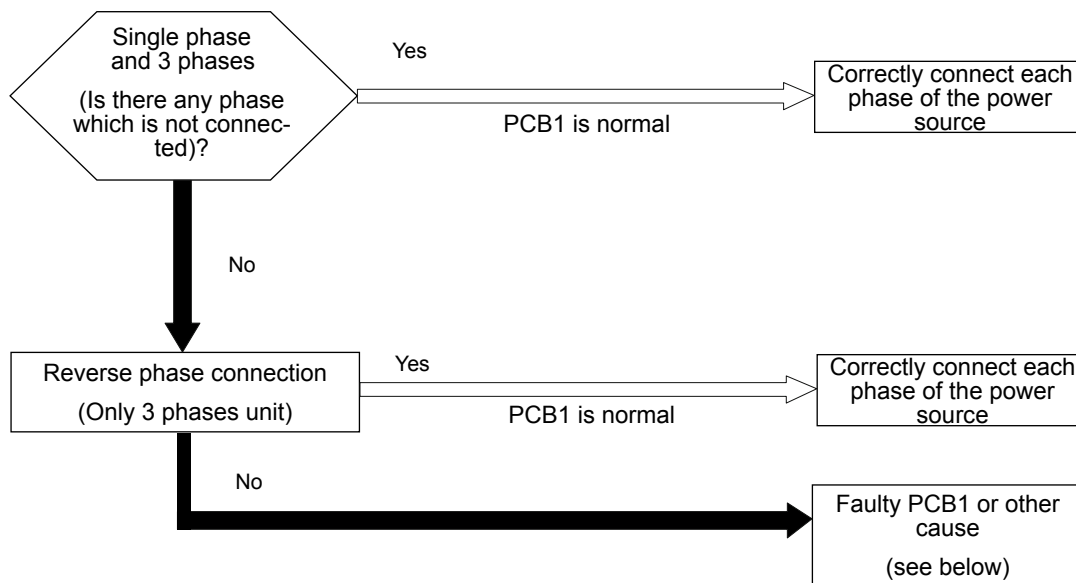 Single phase
and 3 phases
(Is there any phase
which is not connec-
ted)?
Yes
PCB1 is normal
Correctly connect each
phase of the power
source
No
Reverse phase connection
(Only 3 phases unit)
Yes
PCB1 is normal
Correctly connect each
phase of the power
source
No
Faulty PCB1 or other
cause
(see below)